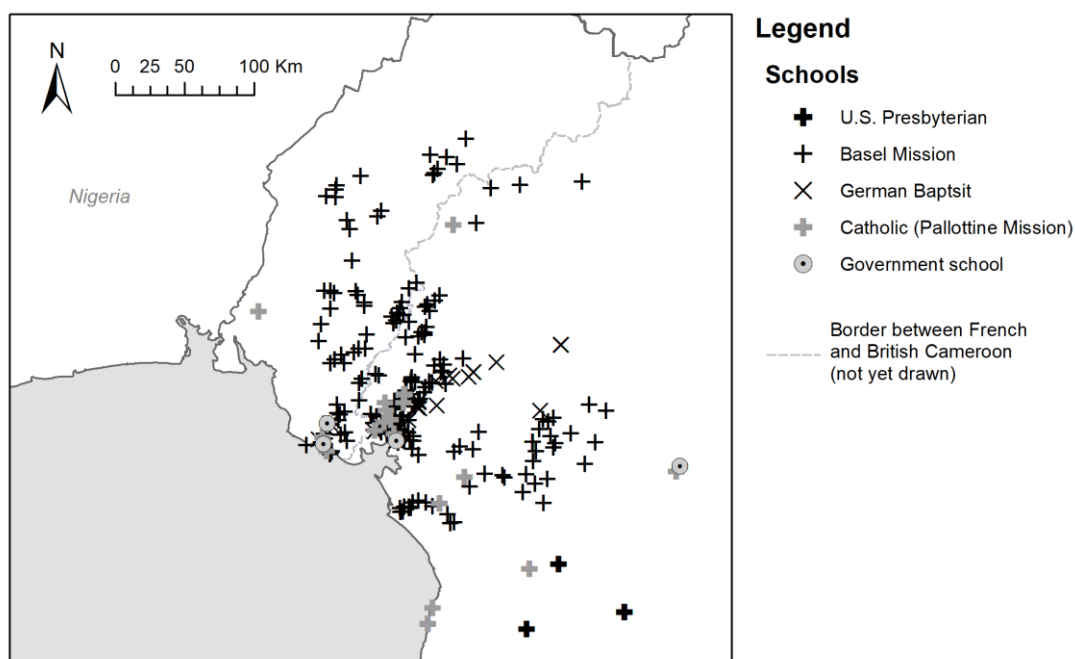 N
0 25 50 100 Km
Nigeria
Legend
Schools
U.S. Presbyterian
Basel Mission
German Baptsit
Catholic (Pallottine Mission)
Government school
Border between French
and British Cameroon
(not yet drawn)